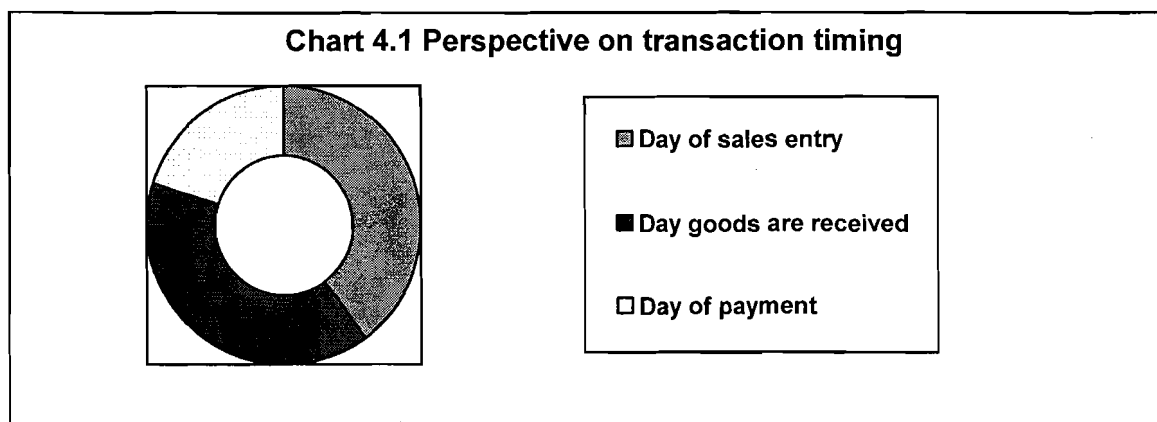 Chart 4.1 Perspective on transaction timing
Day of sales entry
Day goods are received
Day of payment